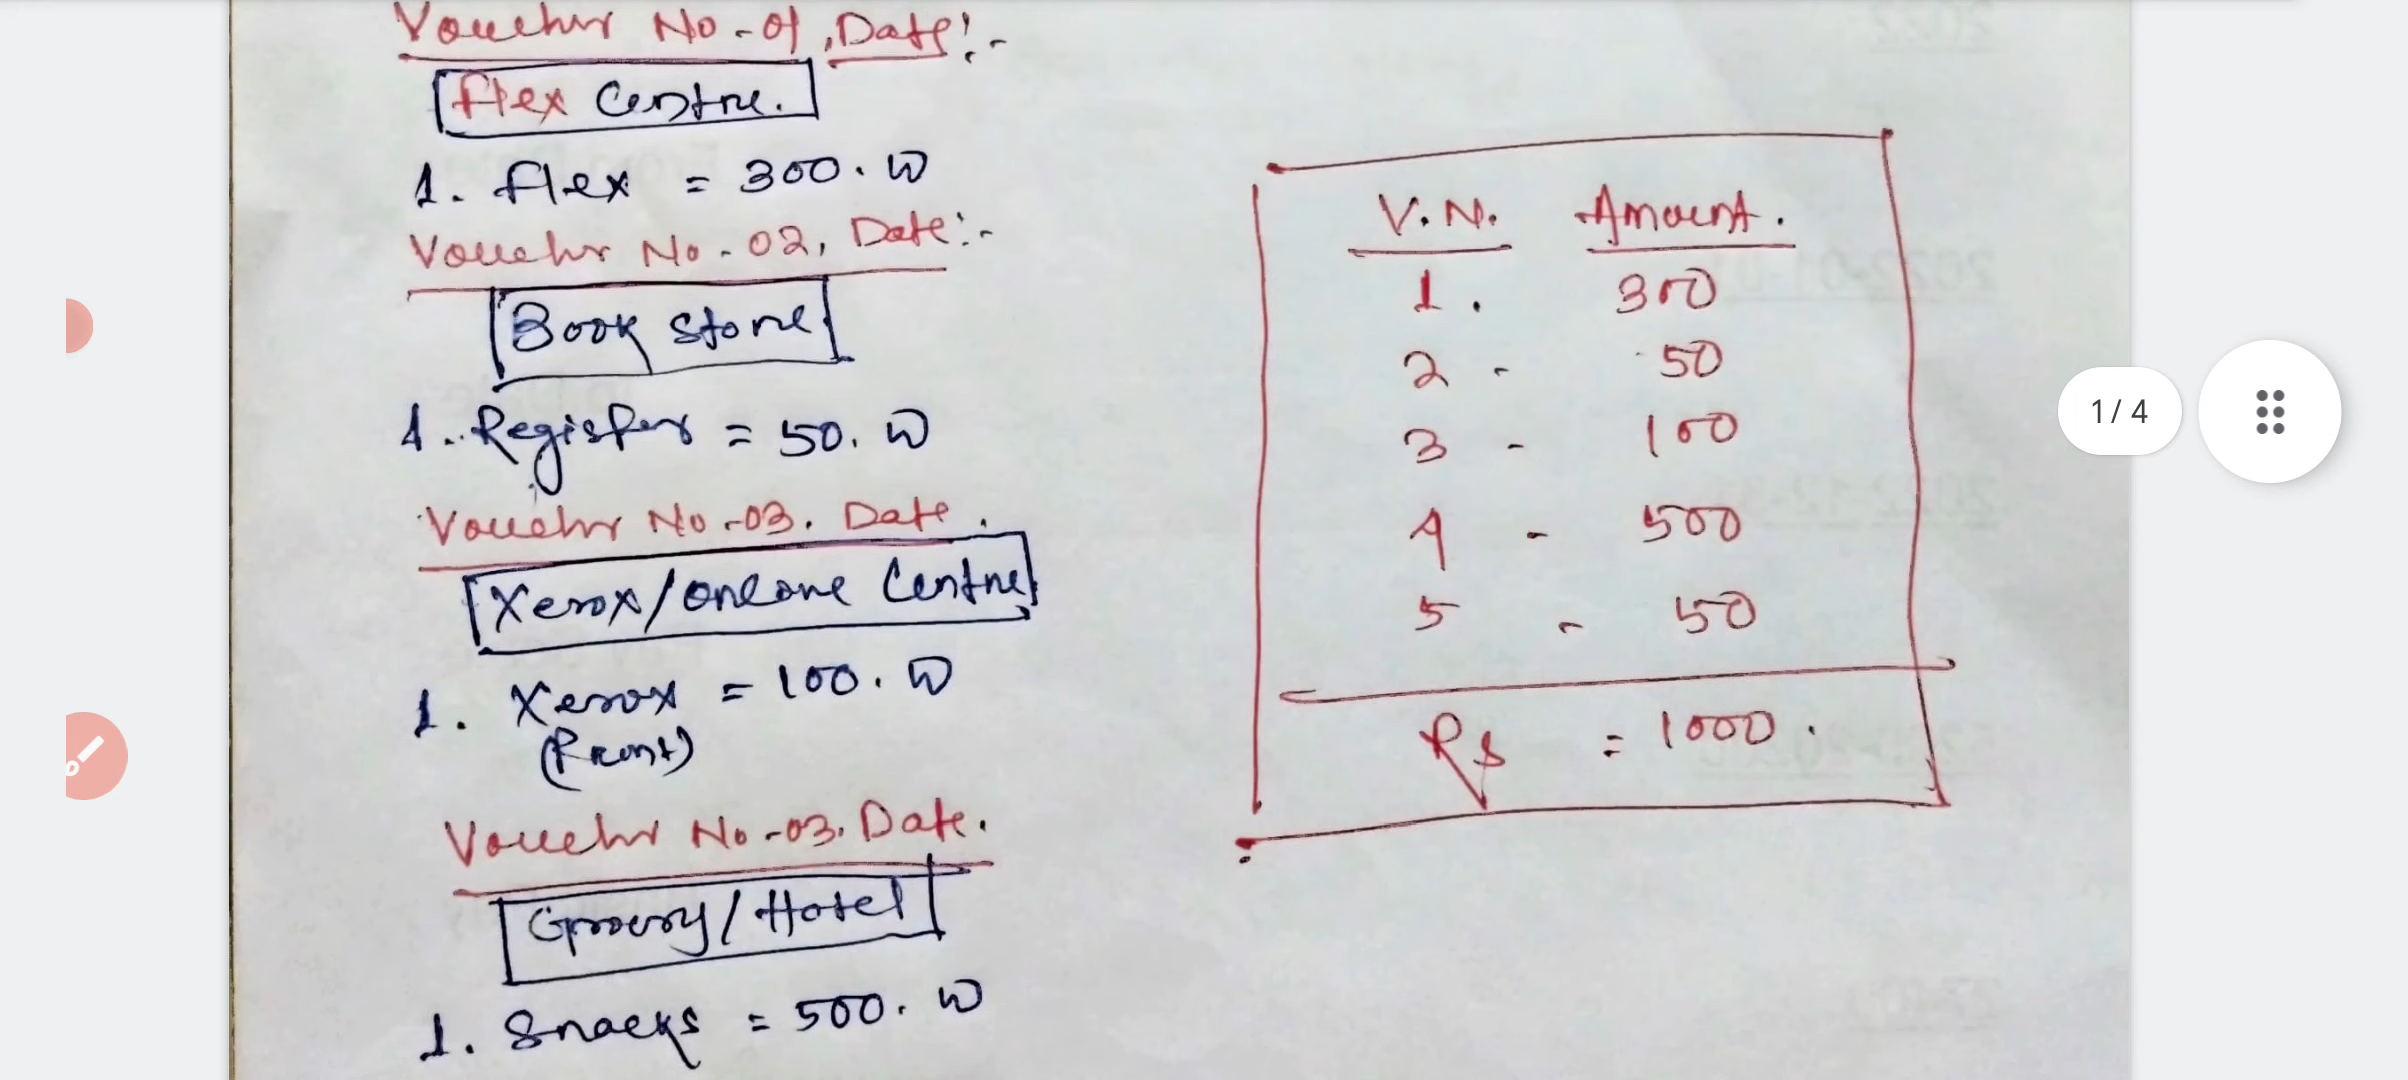 Voucher No - 01, Date :-
Flex Centre.
1. Flex = 300.00
Voucher No - 02, Date :-
Book Store
1. Register = 50.00
Voucher No - 03. Date.
Xerox/Online Centre
1. Xerox = 100.00
(Print)
Voucher No - 03. Date.
Grocery/Hotel
1. Snacks = 500.00
V.N. Amount.
1. 300
2 - 50
3 - 100
4 - 500
5 - 50
Rs = 1000.
1 / 4